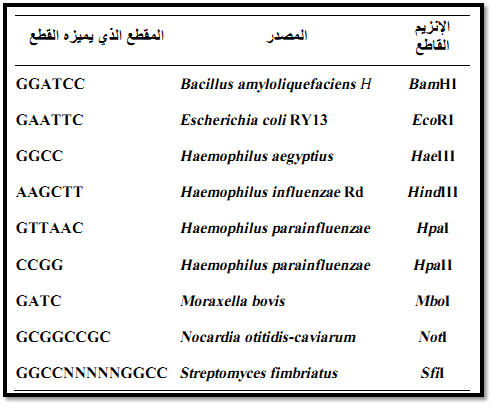 الإنزيم القاطع المصدر المقطع الذي يميزه القطع
BamHI Bacillus amyloliquefaciens H GGATCC
EcoRI Escherichia coli RY13 GAATTC
HaeIII Haemophilus aegyptius GGCC
HindIII Haemophilus influenzae Rd AAGCTT
HpaI Haemophilus parainfluenzae GTTAAC
HpaII Haemophilus parainfluenzae CCGG
MboI Moraxella bovis GATC
NotI Nocardia otitidis-caviarum GCGGCCGC
SfiI Streptomyces fimbriatus GGCCNNNNNGGCC